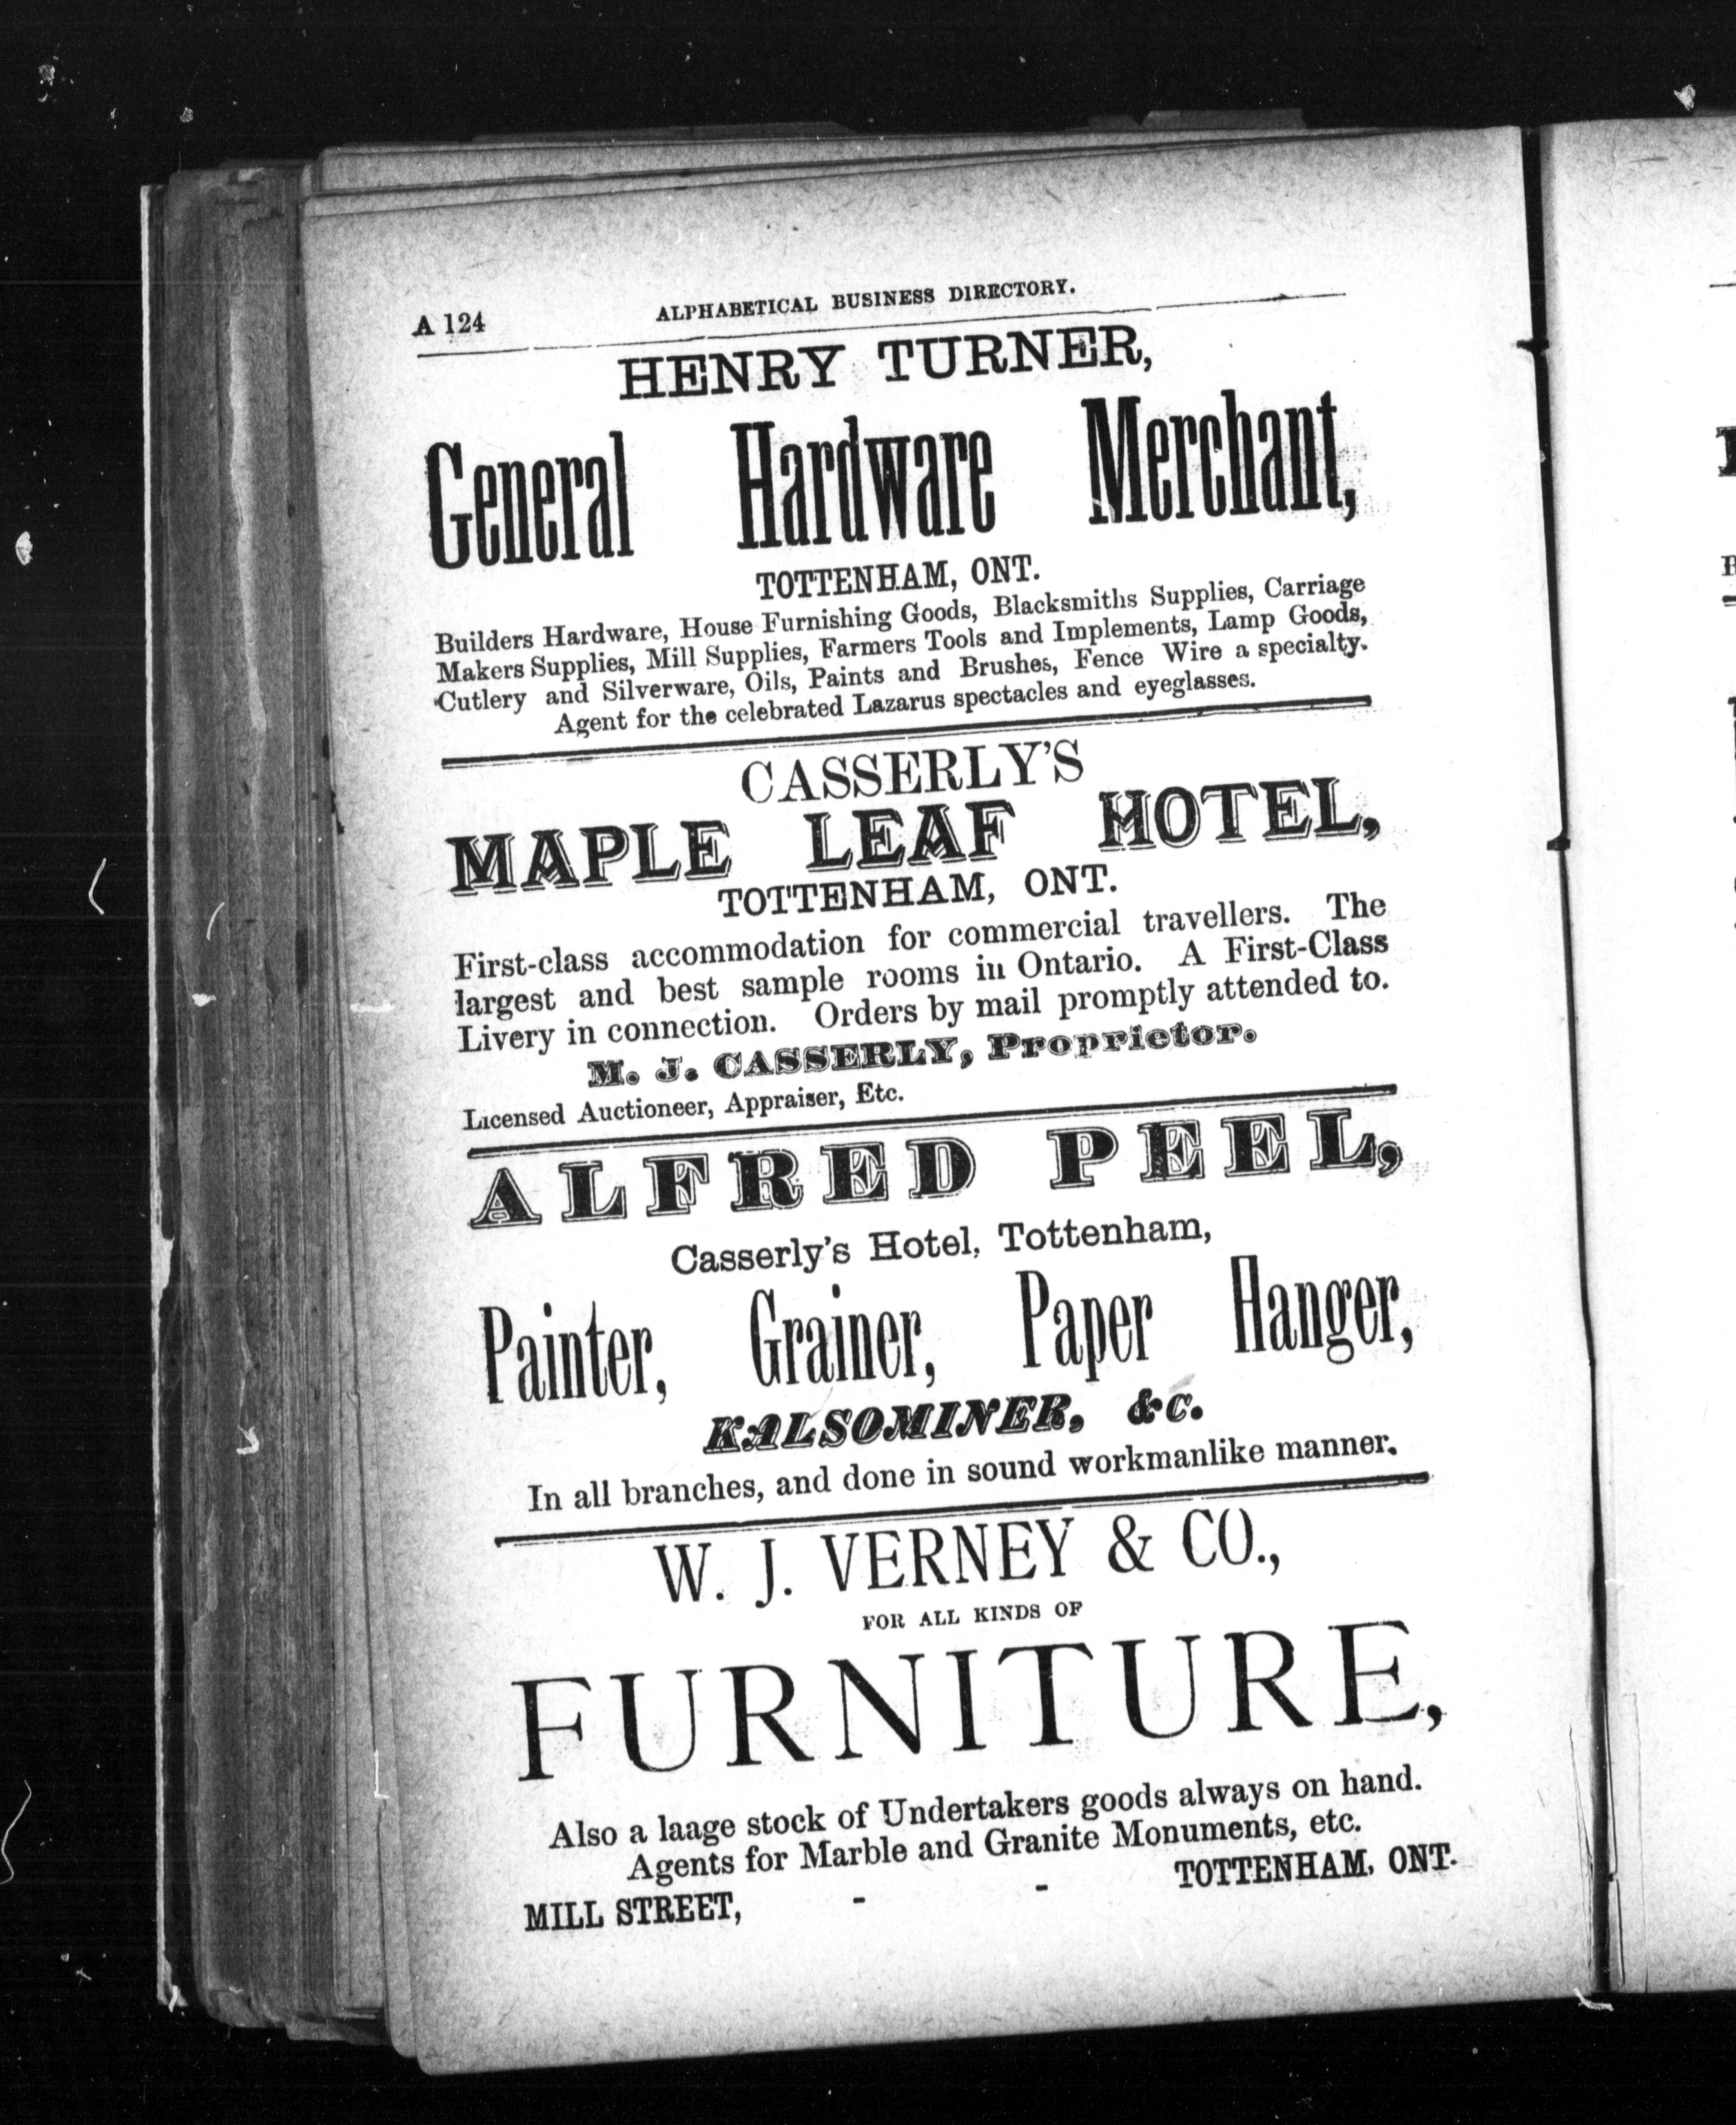 A 124
ALPHABETICAL BUSINESS DIRECTORY.
HENRY TURNER,
General Hardware Merchant,
TOTTENHAM, ONT.
Builders Hardware, House Furnishing Goods, Blacksmiths Supplies, Carriage
Makers Supplies, Mill Supplies, Farmers Tools and Implements, Lamp Goods,
Cutlery and Silverware, Oils, Paints and Brushes, Fence Wire a specialty.
Agent for the celebrated Lazarus spectacles and eyeglasses.
CASSERLY'S
MAPLE LEAF HOTEL,
TOTTENHAM, ONT.
First-class accommodation for commercial travellers. The
largest and best sample rooms in Ontario. A First-Class
Livery in connection. Orders by mail promptly attended to.
M. J. CASSERLY, Proprietor.
Licensed Auctioneer, Appraiser, Etc.
ALFRED PEEL,
Casserly's Hotel, Tottenham,
Painter, Grainer, Paper Hanger,
KALSOMINER, &c.
In all branches, and done in sound workmanlike manner.
W. J. VERNEY & CO.,
FOR ALL KINDS OF
FURNITURE,
Also a laage stock of Undertakers goods always on hand.
Agents for Marble and Granite Monuments, etc.
MILL STREET, - - TOTTENHAM, ONT.